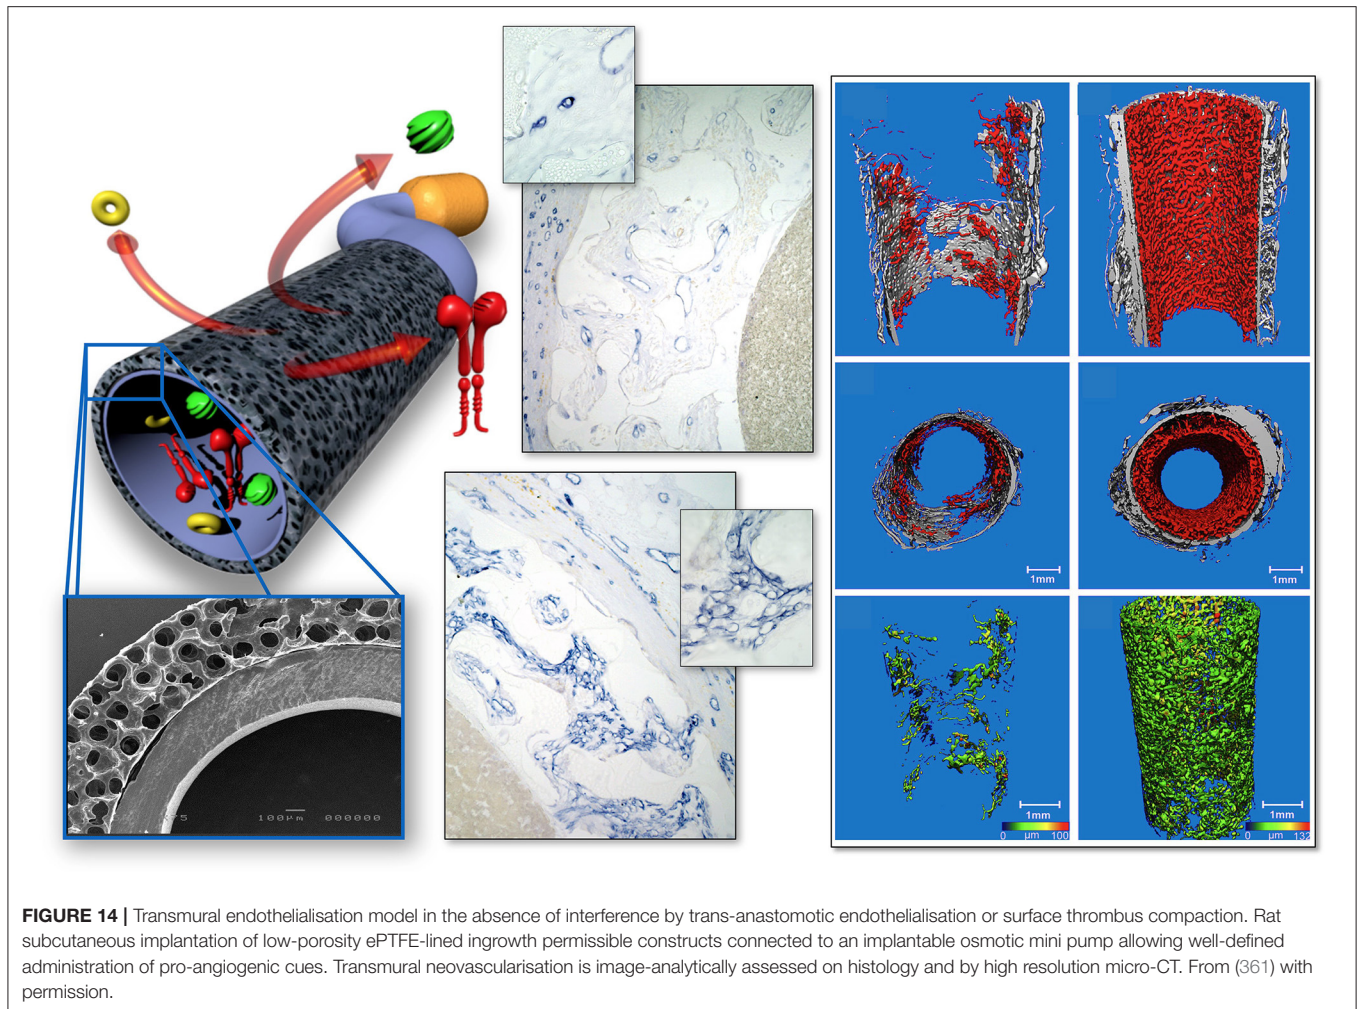 75 100µm 000000
1mm
1mm
1mm
0 µm 100
1mm
0 µm 132
FIGURE 14 | Transmural endothelialisation model in the absence of interference by trans-anastomotic endothelialisation or surface thrombus compaction. Rat
subcutaneous implantation of low-porosity ePTFE-lined ingrowth permissible constructs connected to an implantable osmotic mini pump allowing well-defined
administration of pro-angiogenic cues. Transmural neovascularisation is image-analytically assessed on histology and by high resolution micro-CT. From (361) with
permission.